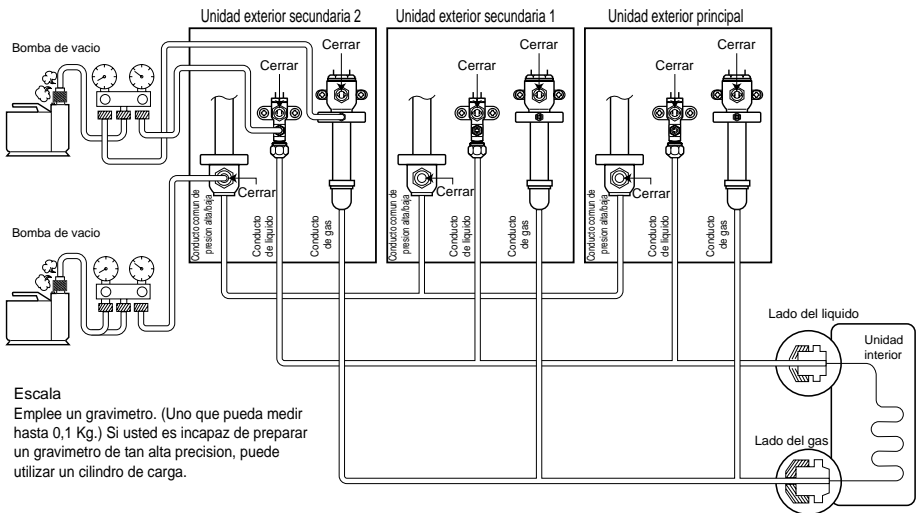 Unidad exterior secundaria 2
Unidad exterior secundaria 1
Unidad exterior principal
Bomba de vacio
Cerrar
Cerrar
Cerrar
Cerrar
Cerrar
Cerrar
Cerrar
Cerrar
Cerrar
Conducto comun de
presion alta/baja
Conducto
de liquido
Conducto
de gas
Conducto comun de
presion alta/baja
Conducto
de liquido
Conducto
de gas
Conducto comun de
presion alta/baja
Conducto
de liquido
Conducto
de gas
Bomba de vacio
Lado del liquido
Unidad
interior
Lado del gas
Escala
Emplee un gravimetro. (Uno que pueda medir
hasta 0,1 Kg.) Si usted es incapaz de preparar
un gravimetro de tan alta precision, puede
utilizar un cilindro de carga.